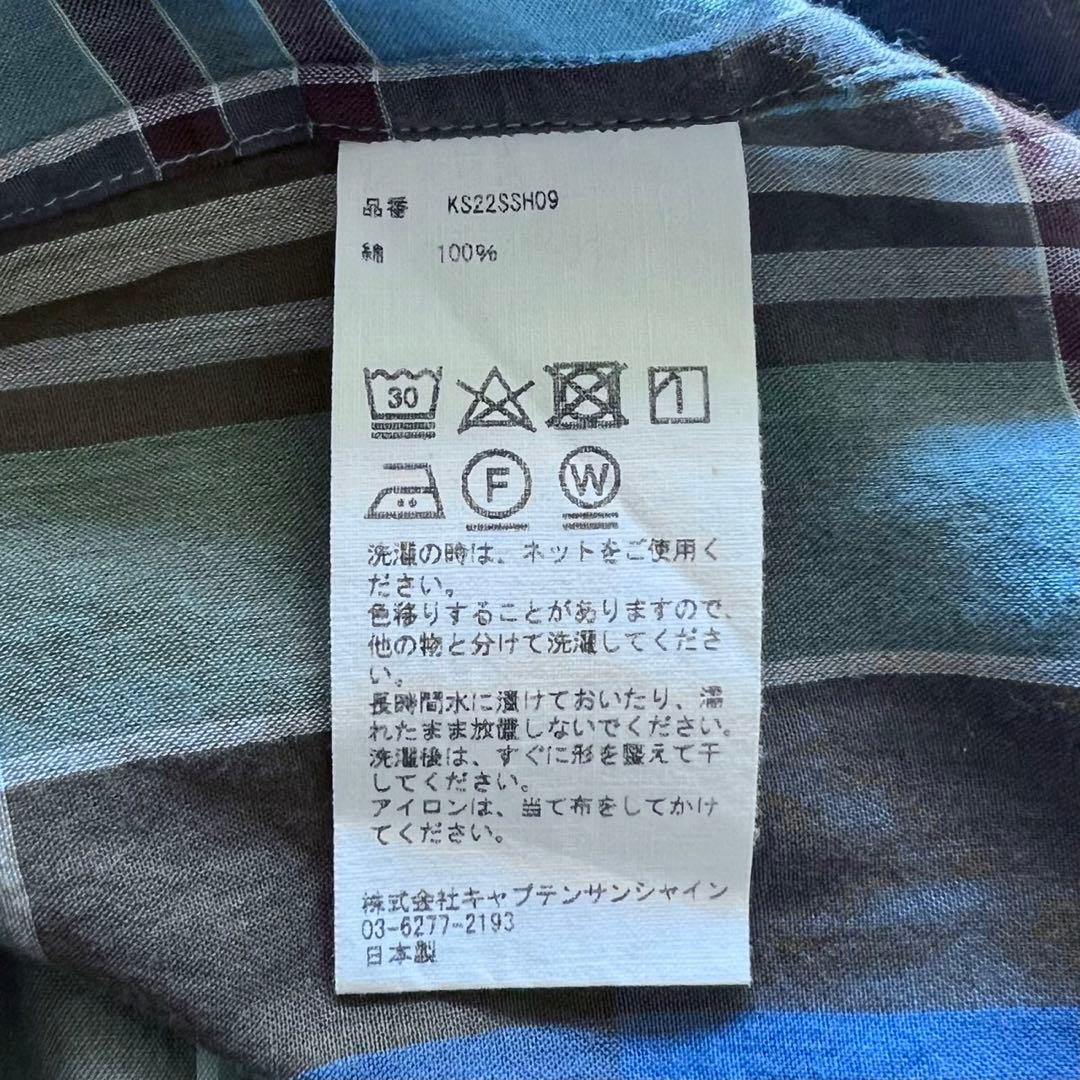 品番 KS22SSH09
綿 100%
30
F W
洗濯の時は、ネットをご使用く
ださい。
色移りすることがありますので、
他の物と分けて洗濯してくださ
い。
長時間水に漬けておいたり、濡
れたまま放置しないでください。
洗濯後は、すぐに形を整えて干
してください。
アイロンは、当て布をしてかけ
てください。
株式会社キャプテンサンシャイン
03-6277-2193
日本製